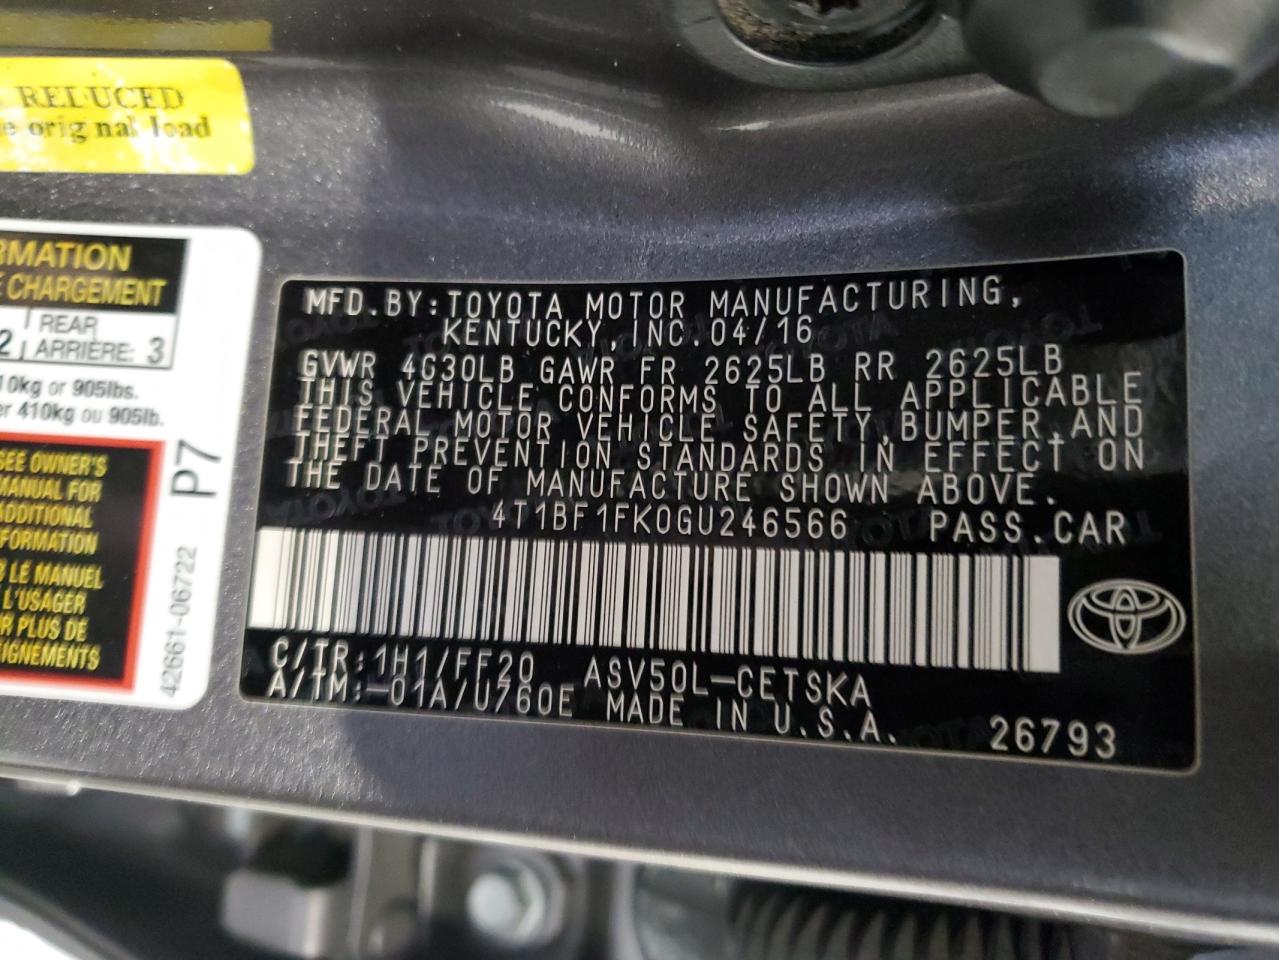 REDUCED
orig nal load
RMATION
E CHARGEMENT
2 REAR
ARRIÈRE: 3
10kg or 905lbs.
er 410kg ou 905lb.
SEE OWNER'S
MANUAL FOR
ADDITIONAL
NFORMATION
LE MANUEL
L'USAGER
R PLUS DE
EIGNEMENTS
P7
42661-06722
MFD.BY:TOYOTA MOTOR MANUFACTURING,
KENTUCKY,INC.04/16
GVWR 4630LB GAWR FR 2625LB RR 2625LB
THIS VEHICLE CONFORMS TO ALL APPLICABLE
FEDERAL MOTOR VEHICLE SAFETY,BUMPER,AND
THEFT PREVENTION STANDARDS IN EFFECT ON
THE DATE OF MANUFACTURE SHOWN ABOVE.
4T1BF1FK0GU246566 PASS.CAR
C/TR:1H1/FF20 ASV50L-CETSKA
A/TM:-01A/U760E MADE IN U.S.A.
26793